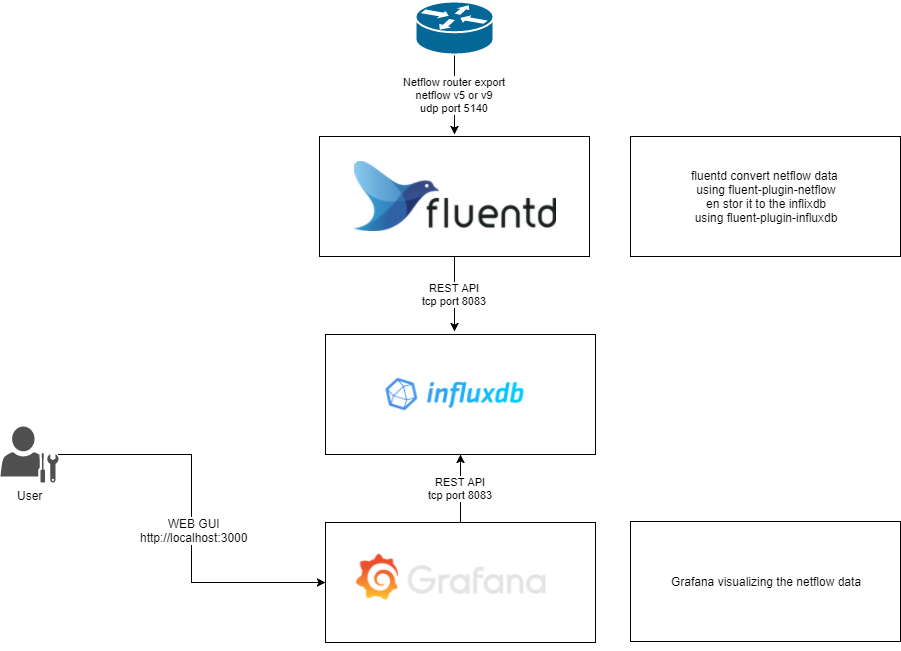 Netflow router export
netflow v5 or v9
udp port 5140
fluentd
fluentd convert netflow data
using fluent-plugin-netflow
en stor it to the inflixdb
using fluent-plugin-influxdb
REST API
tcp port 8083
influxdb
User
REST API
tcp port 8083
WEB GUI
http://localhost:3000
Grafana
Grafana visualizing the netflow data